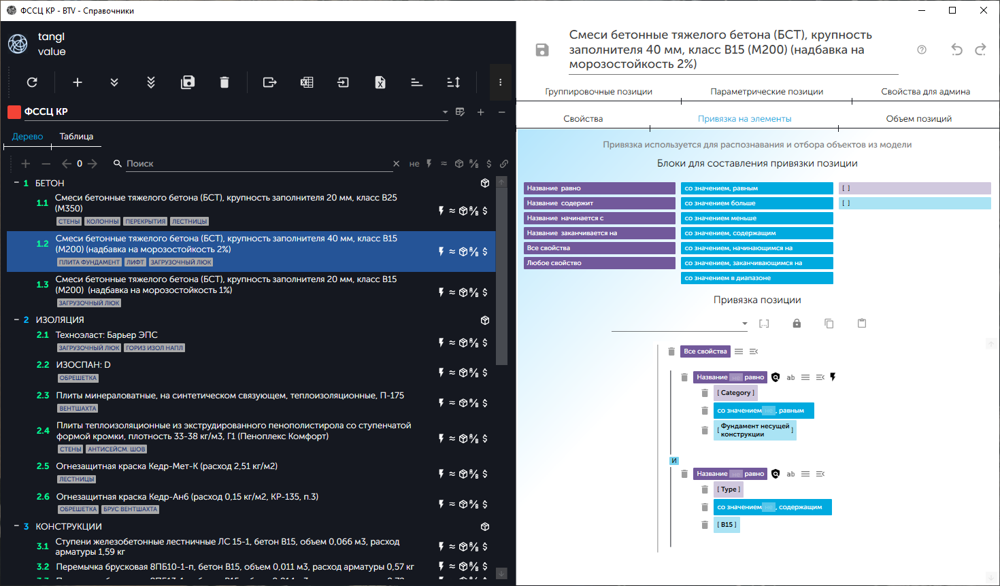 ФССЦ КР - BTV - Справочники
tangl
value
ФССЦ КР
Дерево
Таблица
0
Поиск
не
1 БЕТОН
1.1 Смеси бетонные тяжелого бетона (БСТ), крупность заполнителя 20 мм, класс В25
(М350)
СТЕНЫ КОЛОННЫ ПЕРЕКРЫТИЯ ЛЕСТНИЦЫ
1.2 Смеси бетонные тяжелого бетона (БСТ), крупность заполнителя 40 мм, класс В15
(М200) (надбавка на морозостойкость 2%)
ПЛИТА ФУНДАМЕНТ ЛИФТ ЗАГРУЗОЧНЫЙ ЛЮК
1.3 Смеси бетонные тяжелого бетона (БСТ), крупность заполнителя 20 мм, класс В15
(М200) (надбавка на морозостойкость 1%)
ЗАГРУЗОЧНЫЙ ЛЮК
2 ИЗОЛЯЦИЯ
2.1 Техноэласт: Барьер ЭПС
ЗАГРУЗОЧНЫЙ ЛЮК ГОРИЗ ИЗОЛ НАПЛ
2.2 ИЗОСПАН: D
ОБРЕШЕТКА
2.3 Плиты минераловатные, на синтетическом связующем, теплоизоляционные, П-175
ВЕНТШАХТА
2.4 Плиты теплоизоляционные из экструдированного пенополистирола со ступенчатой
формой кромки, плотность 33-38 кг/м3, Г1 (Пеноплекс Комфорт)
СТЕНЫ АНТИСЕЙСМ. ШОВ
2.5 Огнезащитная краска Кедр-Мет-К (расход 2,51 кг/м2)
ЛЕСТНИЦЫ
2.6 Огнезащитная краска Кедр-Ан6 (расход 0,15 кг/м2, КР-135, п.3)
ОБРЕШЕТКА БРУС ВЕНТШАХТА
3 КОНСТРУКЦИИ
3.1 Ступени железобетонные лестничные ЛС 15-1, бетон В15, объем 0,066 м3, расход
арматуры 1,59 кг
3.2 Перемычка брусковая 8ПБ10-1-п, бетон В15, объем 0,011 м3, расход арматуры 0,57 кг
Смеси бетонные тяжелого бетона (БСТ), крупность
заполнителя 40 мм, класс В15 (М200) (надбавка на
морозостойкость 2%)
Группировочные позиции Параметрические позиции Свойства для админа
Свойства Привязка на элементы Объем позиций
Привязка используется для распознавания и отбора объектов из модели
Блоки для составления привязки позиции
Название равно со значением, равным [ ]
Название содержит со значением больше [ ]
Название начинается с со значением меньше
Название заканчивается на со значением, содержащим
Все свойства со значением, начинающимся на
Любое свойство со значением, заканчивающимся на
со значением в диапазоне
Привязка позиции
[...]
Все свойства
Название не равно ab
[ Category ]
со значением не , равным
[ Фундамент несущей
конструкции ]
И
Название не равно ab
[ Type ]
со значением не , содержащим
[ B15 ]